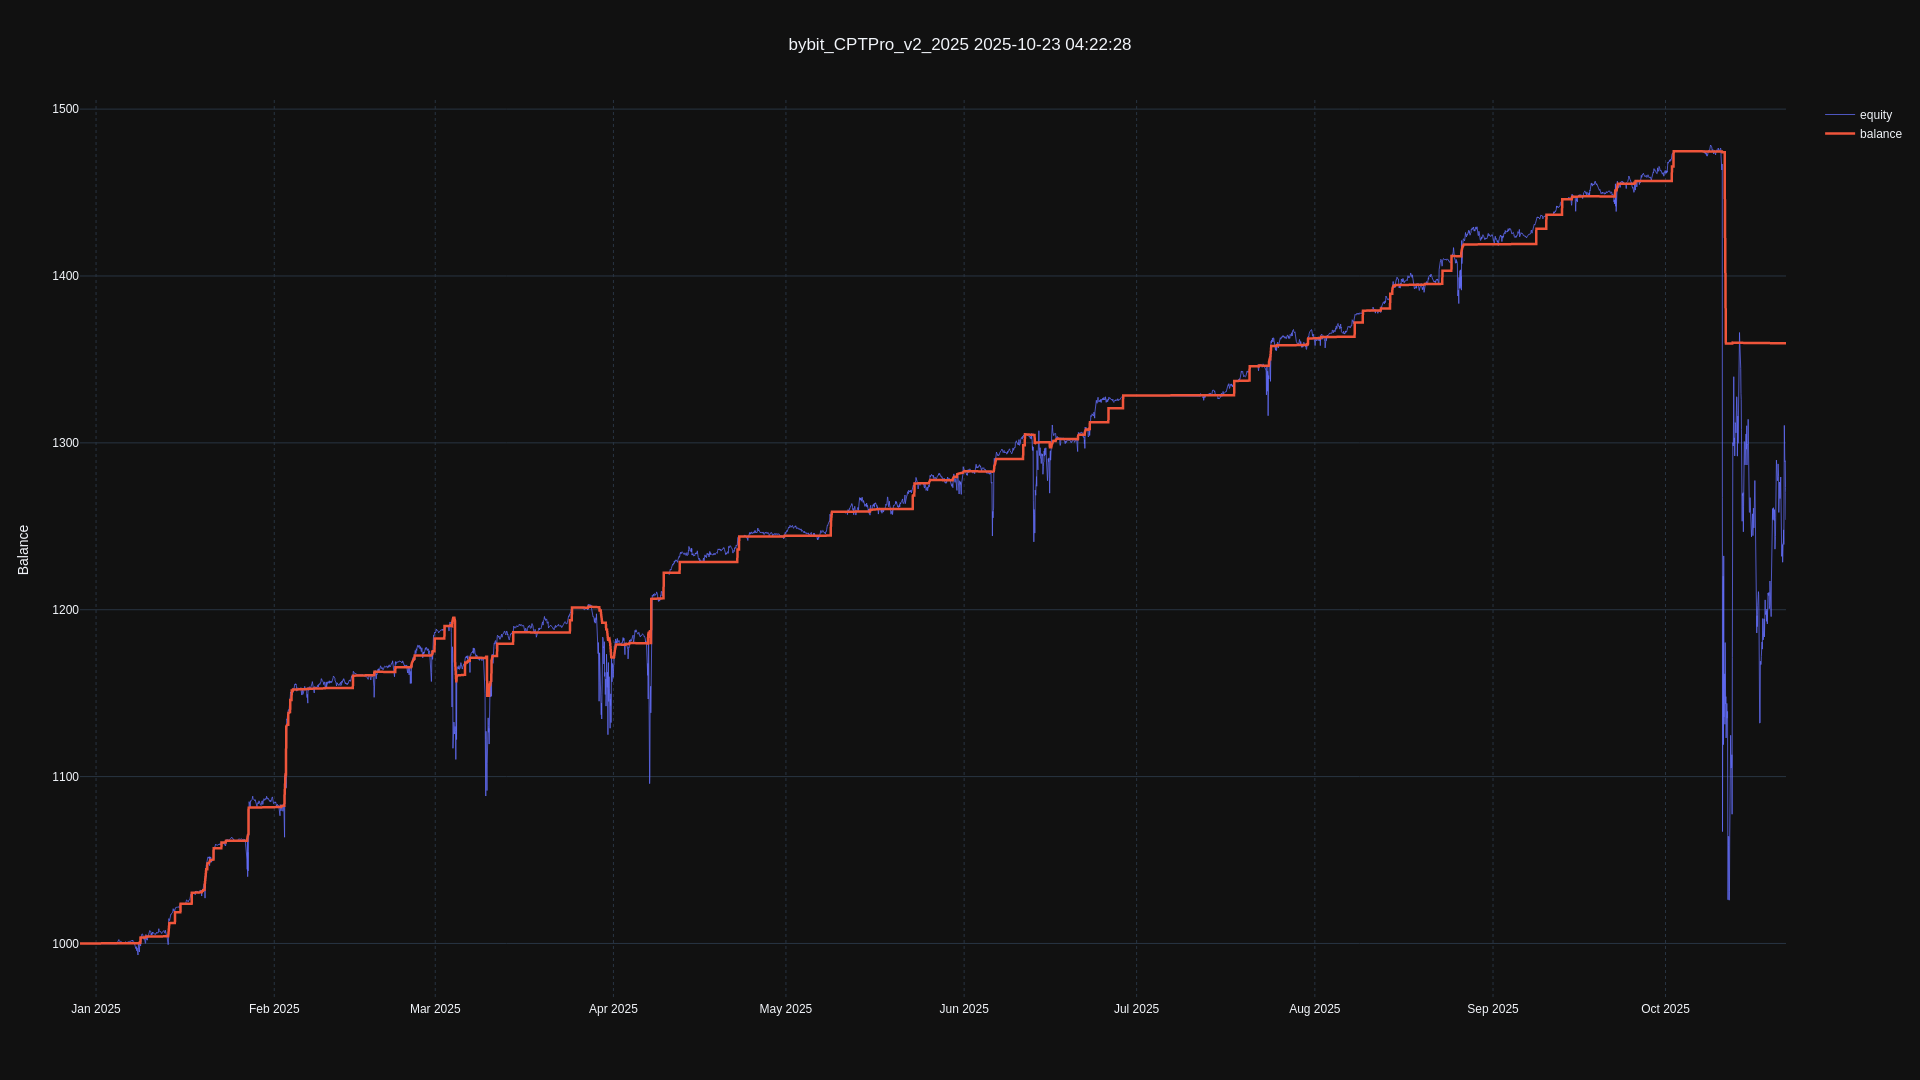 bybit_CPTPro_v2_2025 2025-10-23 04:22:28
equity
balance
Balance
1500
1400
1300
1200
1100
1000
Jan 2025
Feb 2025
Mar 2025
Apr 2025
May 2025
Jun 2025
Jul 2025
Aug 2025
Sep 2025
Oct 2025